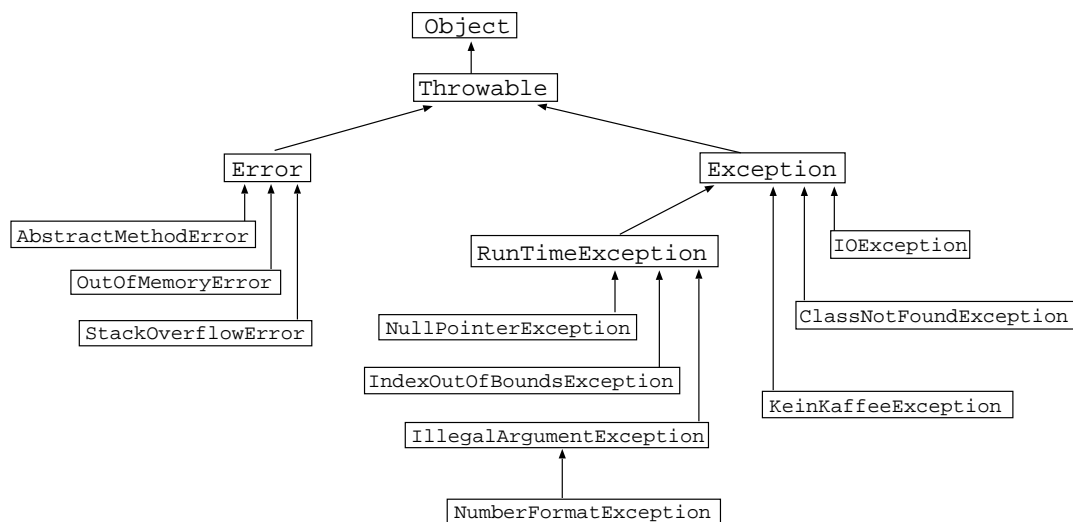 Object
Throwable
Error
Exception
AbstractMethodError
RunTimeException
IOException
OutOfMemoryError
ClassNotFoundException
StackOverflowError
NullPointerException
IndexOutOfBoundsException
KeinKaffeeException
IllegalArgumentException
NumberFormatException